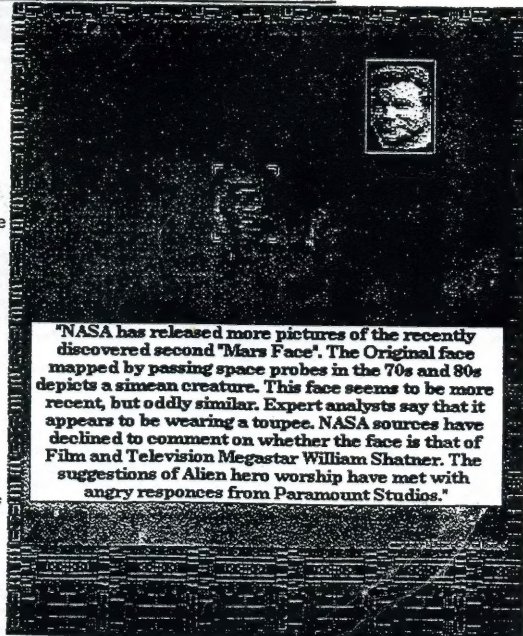 "NASA has released more pictures of the recently
discovered second "Mars Face". The Original face
mapped by passing space probes in the 70s and 80s
depicts a simean creature. This face seems to be more
recent, but oddly similar. Expert analysts say that it
appears to be wearing a toupee. NASA sources have
declined to comment on whether the face is that of
Film and Television Megastar William Shatner. The
suggestions of Alien hero worship have met with
angry responces from Paramount Studios."